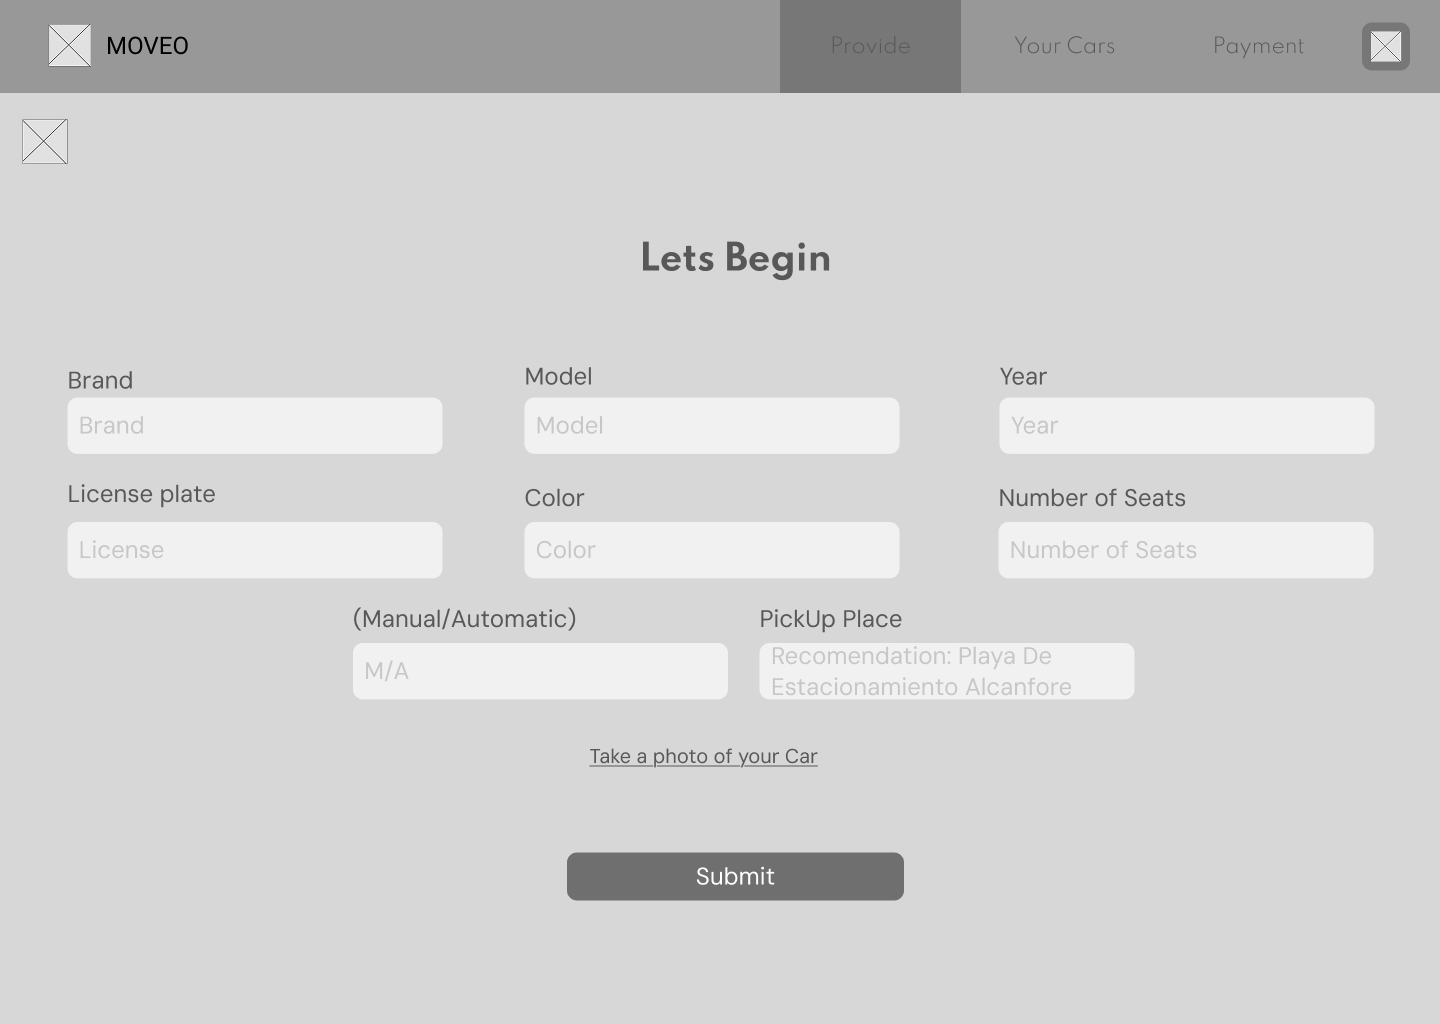 MOVEO
Provide
Your Cars
Payment
Lets Begin
Brand
Model
Year
Brand
Model
Year
License plate
Color
Number of Seats
License
Color
Number of Seats
(Manual/Automatic)
PickUp Place
M/A
Recomendation: Playa De
Estacionamiento Alcanfore
Take a photo of your Car
Submit